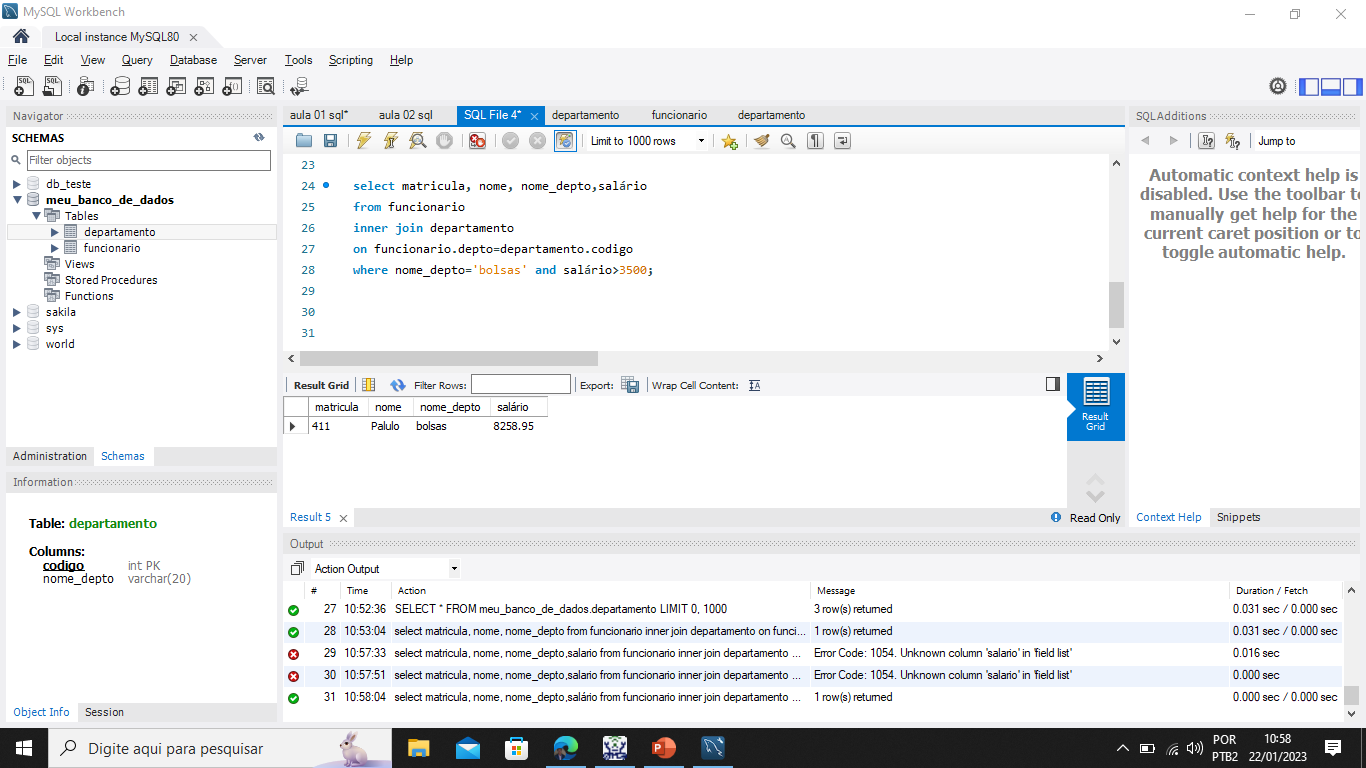 MySQL Workbench
Local instance MySQL80
File Edit View Query Database Server Tools Scripting Help
Navigator
SCHEMAS
Filter objects
db_teste
meu_banco_de_dados
Tables
departamento
funcionario
Views
Stored Procedures
Functions
sakila
sys
world
Administration Schemas
Information
Table: departamento
Columns:
codigo int PK
nome_depto varchar(20)
Object Info Session
aula 01 sql* aula 02 sql SQL File 4* departamento funcionario departamento
Limit to 1000 rows
23
24 select matricula, nome, nome_depto,salário
25 from funcionario
26 inner join departamento
27 on funcionario.depto=departamento.codigo
28 where nome_depto='bolsas' and salário>3500;
29
30
31
Result Grid Filter Rows: Export: Wrap Cell Content:
matricula nome nome_depto salário
411 Palulo bolsas 8258.95
Result Grid
Result 5 Read Only
SQLAdditions
Jump to
Automatic context help is
disabled. Use the toolbar to
manually get help for the
current caret position or to
toggle automatic help.
Context Help Snippets
Output
Action Output
# Time Action Message Duration / Fetch
27 10:52:36 SELECT * FROM meu_banco_de_dados.departamento LIMIT 0, 1000 3 row(s) returned 0.031 sec / 0.000 sec
28 10:53:04 select matricula, nome, nome_depto from funcionario inner join departamento on funci... 1 row(s) returned 0.031 sec / 0.000 sec
29 10:57:33 select matricula, nome, nome_depto,salario from funcionario inner join departamento ... Error Code: 1054. Unknown column 'salario' in 'field list' 0.016 sec
30 10:57:51 select matricula, nome, nome_depto,salario from funcionario inner join departamento ... Error Code: 1054. Unknown column 'salario' in 'field list' 0.000 sec
31 10:58:04 select matricula, nome, nome_depto,salário from funcionario inner join departamento ... 1 row(s) returned 0.000 sec / 0.000 sec
Digite aqui para pesquisar
POR
PTB2
10:58
22/01/2023